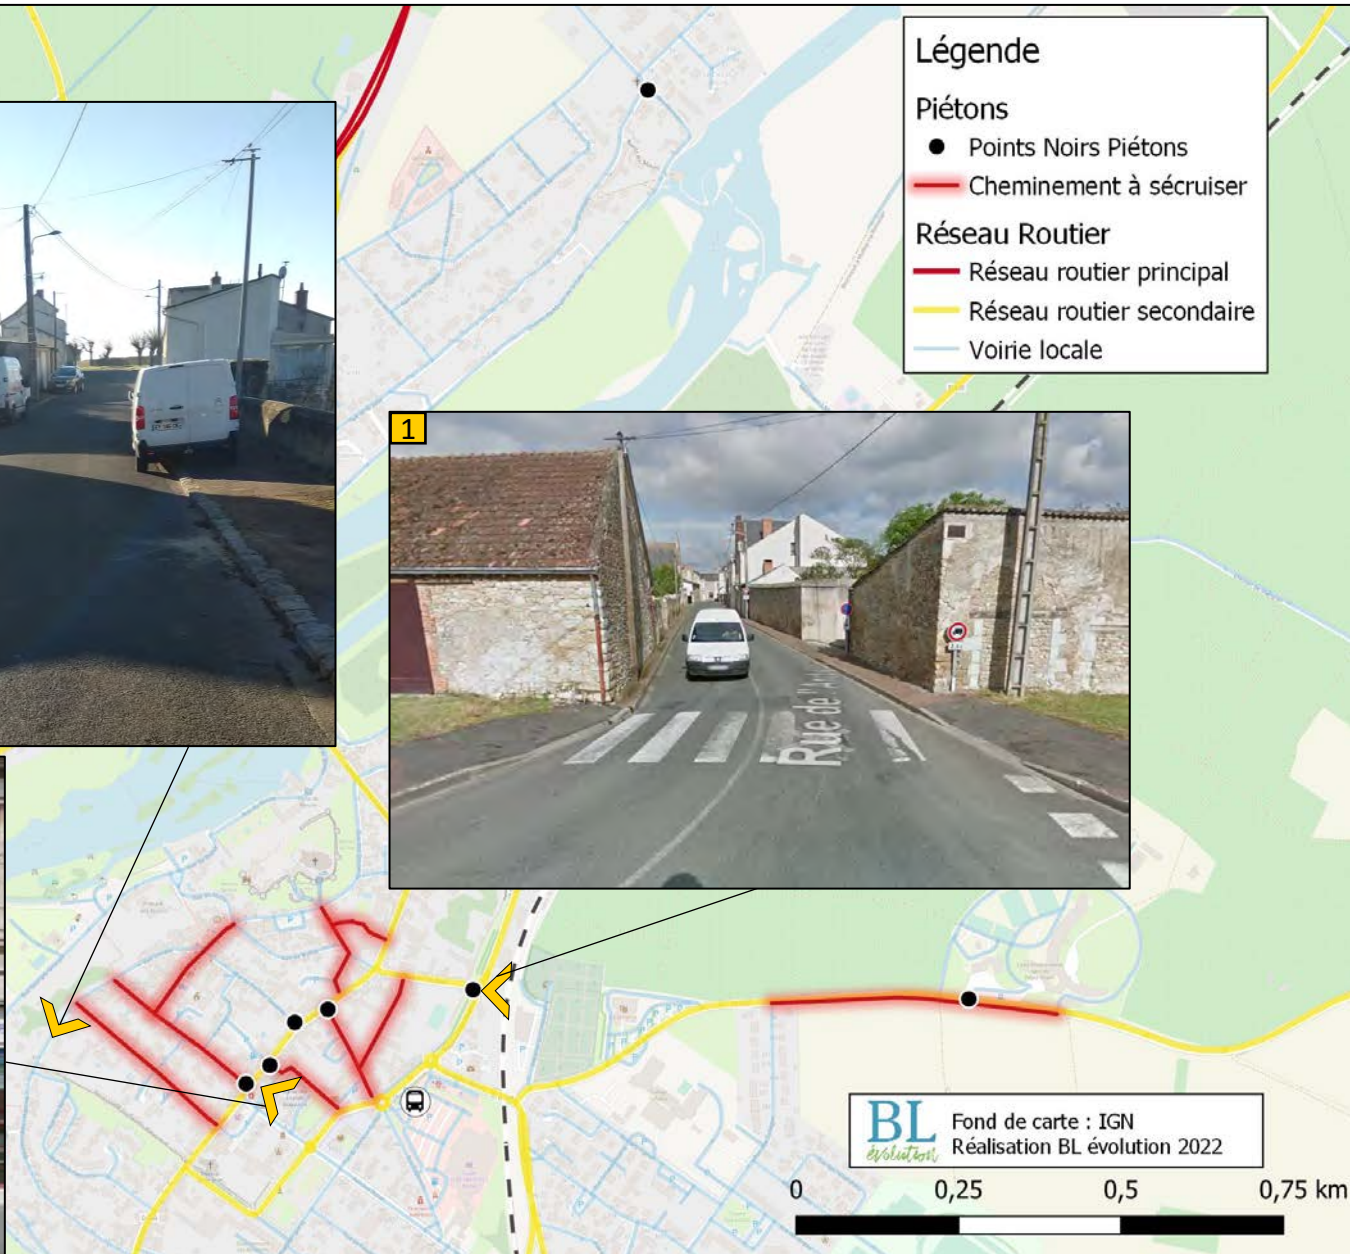 Légende
Piétons
Points Noirs Piétons
Cheminement à sécruiser
Réseau Routier
Réseau routier principal
Réseau routier secondaire
Voirie locale
1
Rue de l'A
BL
évolution
Fond de carte : IGN
Réalisation BL évolution 2022
0
0,25
0,5
0,75 km